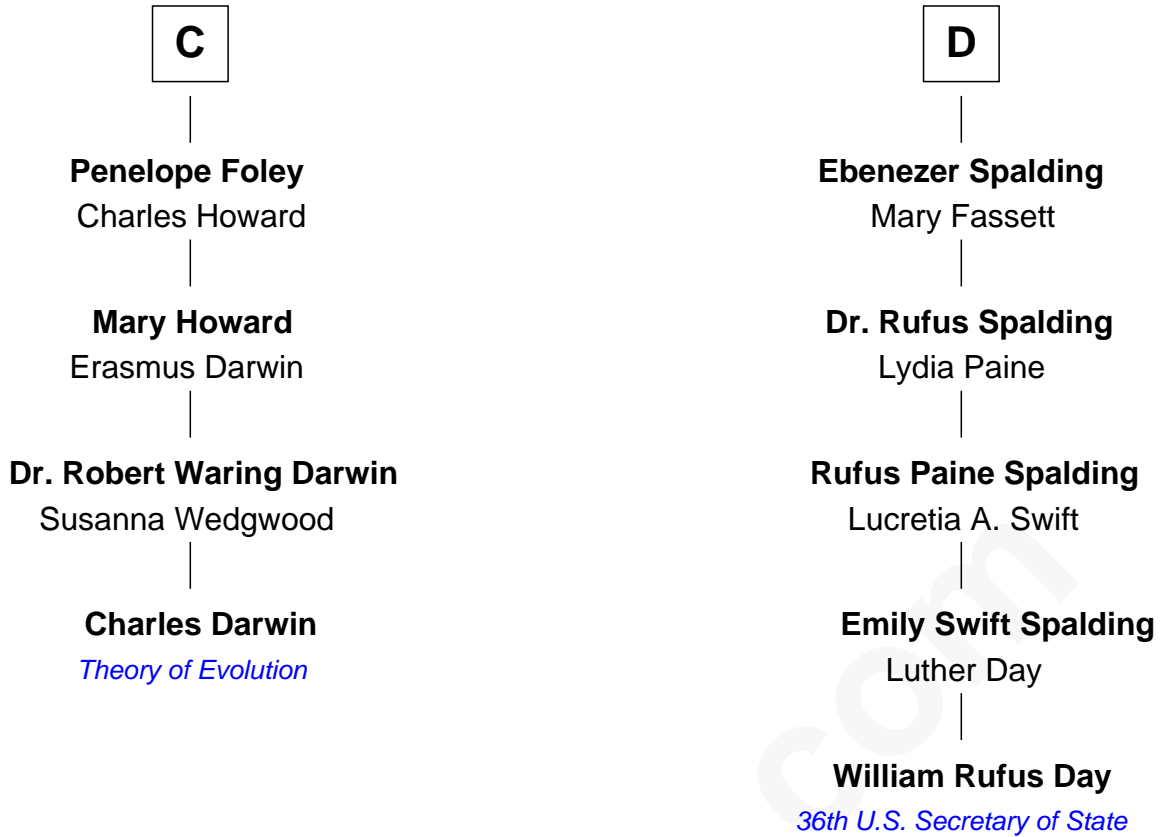 C
Penelope Foley
Charles Howard
Mary Howard
Erasmus Darwin
Dr. Robert Waring Darwin
Susanna Wedgwood
Charles Darwin
Theory of Evolution
D
Ebenezer Spalding
Mary Fassett
Dr. Rufus Spalding
Lydia Paine
Rufus Paine Spalding
Lucretia A. Swift
Emily Swift Spalding
Luther Day
William Rufus Day
36th U.S. Secretary of State
com